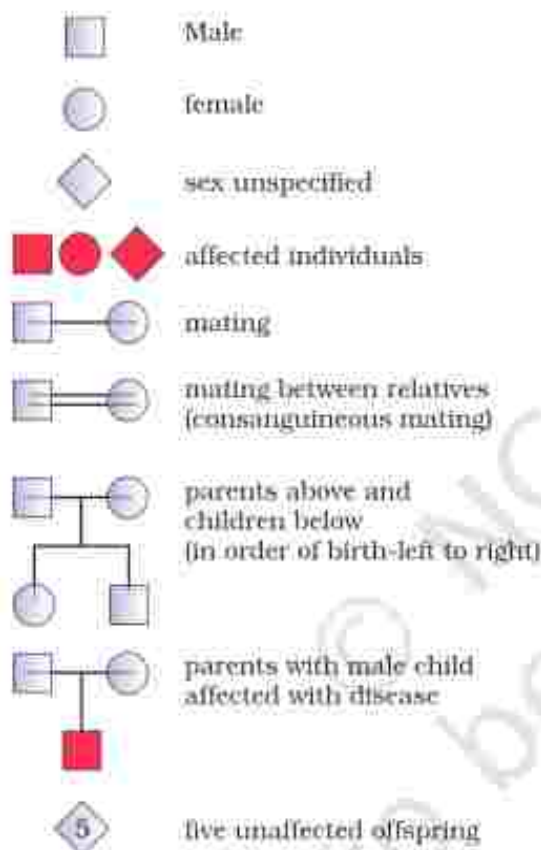 Male
female
sex unspecified
affected individuals
mating
mating between relatives
(consanguineous mating)
parents above and
children below
(in order of birth-left to right)
parents with male child
affected with disease
5
five unaffected offspring